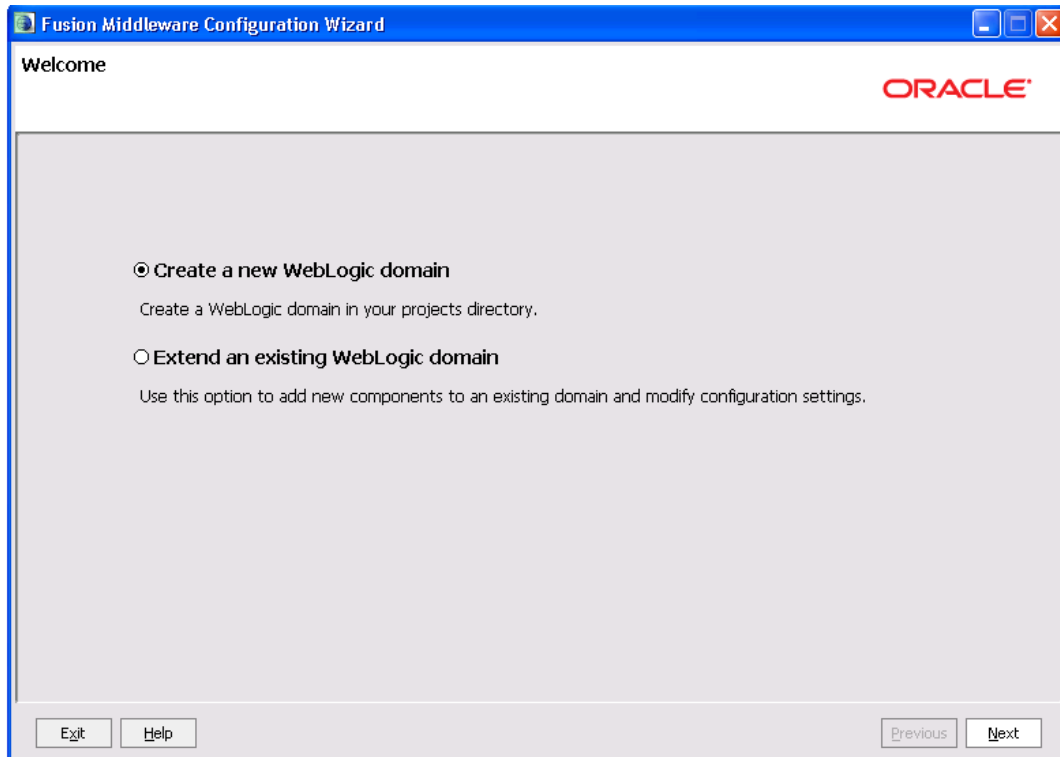 Fusion Middleware Configuration Wizard
Welcome
ORACLE
Create a new WebLogic domain
Create a WebLogic domain in your projects directory.
Extend an existing WebLogic domain
Use this option to add new components to an existing domain and modify configuration settings.
Exit Help Previous Next